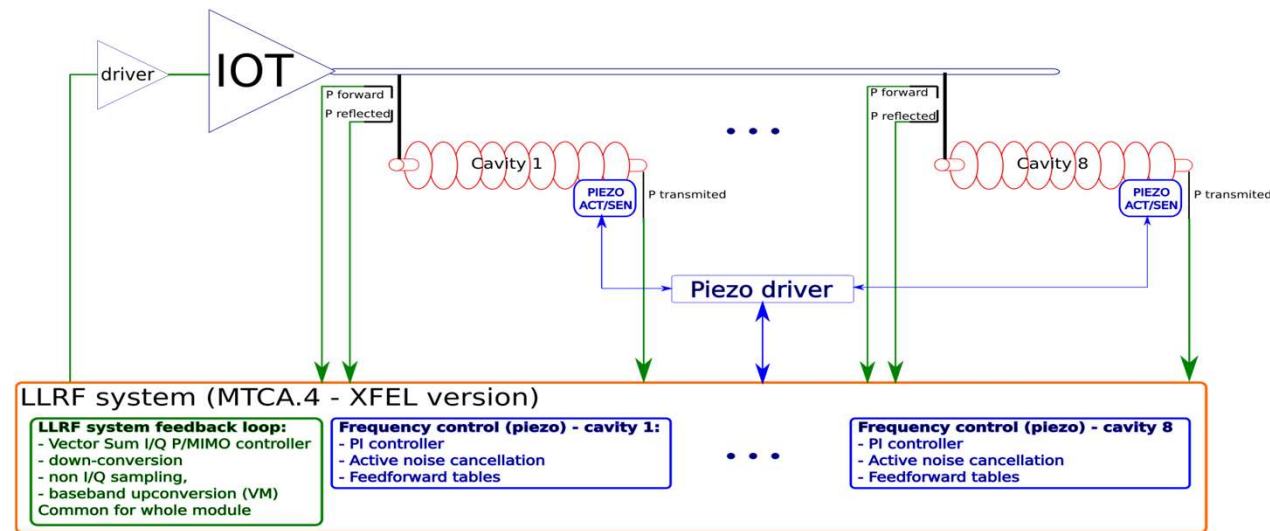 driver
IOT
P forward
P reflected
P forward
P reflected
• • •
Cavity 1
Cavity 8
PIEZO
ACT/SEN
P transmited
PIEZO
ACT/SEN
P transmited
Piezo driver
LLRF system (MTCA.4 - XFEL version)
LLRF system feedback loop:
- Vector Sum I/Q P/MIMO controller
- down-conversion
- non I/Q sampling,
- baseband upconversion (VM)
Common for whole module
Frequency control (piezo) - cavity 1:
- PI controller
- Active noise cancellation
- Feedforward tables
• • •
Frequency control (piezo) - cavity 8
- PI controller
- Active noise cancellation
- Feedforward tables